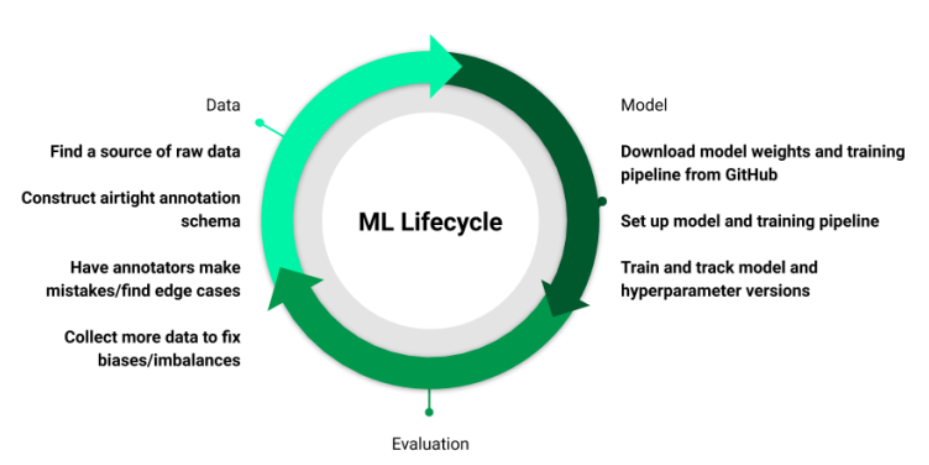 Data
Find a source of raw data
Construct airtight annotation
schema
Have annotators make
mistakes/find edge cases
Collect more data to fix
biases/imbalances
ML Lifecycle
Model
Download model weights and training
pipeline from GitHub
Set up model and training pipeline
Train and track model and
hyperparameter versions
Evaluation